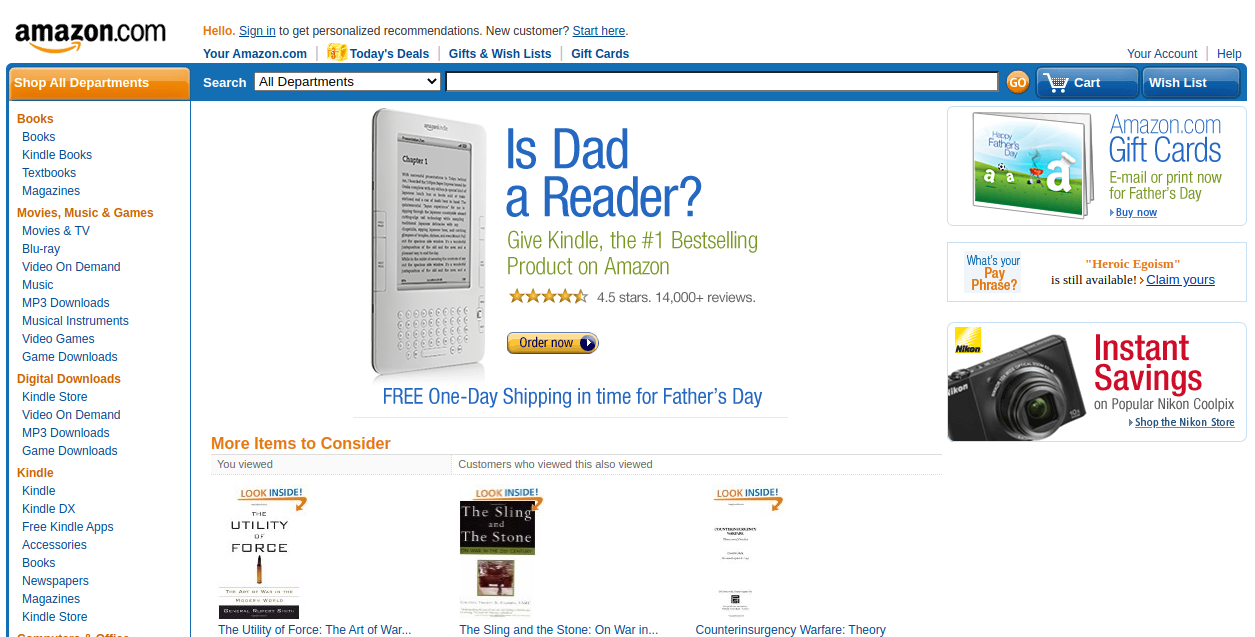 amazon.com
Hello. Sign in to get personalized recommendations. New customer? Start here.
Your Amazon.com
Today's Deals
Gifts & Wish Lists
Gift Cards
Your Account
Help
Shop All Departments
Search
All Departments
GO
Cart
Wish List
Books
Books
Kindle Books
Textbooks
Magazines
Movies, Music & Games
Movies & TV
Blu-ray
Video On Demand
Music
MP3 Downloads
Musical Instruments
Video Games
Game Downloads
Digital Downloads
Kindle Store
Video On Demand
MP3 Downloads
Game Downloads
Kindle
Kindle
Kindle DX
Free Kindle Apps
Accessories
Books
Newspapers
Magazines
Kindle Store
Computers & Office
amazonkindle
Chapter 1
Is Dad
a Reader?
Give Kindle, the #1 Bestselling
Product on Amazon
4.5 stars. 14,000+ reviews.
Order now
FREE One-Day Shipping in time for Father's Day
More Items to Consider
You viewed
Customers who viewed this also viewed
LOOK INSIDE!
THE
UTILITY
OF
FORCE
The Art of War in the
Modern World
General Rupert Smith
The Utility of Force: The Art of War...
LOOK INSIDE!
The Sling
and
The Stone
ON WAR IN THE 21ST CENTURY
The Sling and the Stone: On War in...
LOOK INSIDE!
COUNTERINSURGENCY
WARFARE
Counterinsurgency Warfare: Theory
Happy
Father's
Day
a
a
a
Amazon.com
Gift Cards
E-mail or print now
for Father's Day
Buy now
What's your
Pay
Phrase?
"Heroic Egoism"
is still available! Claim yours
Nikon
Nikon
10x
Instant
Savings
on Popular Nikon Coolpix
Shop the Nikon Store